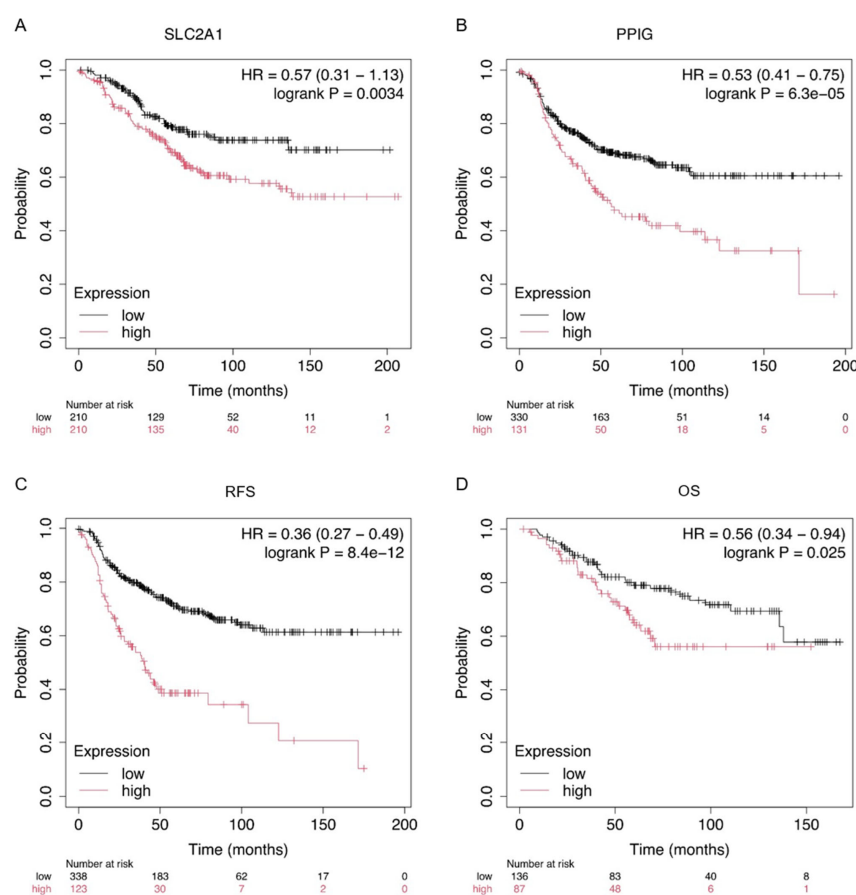 A
SLC2A1
HR = 0.57 (0.31 – 1.13)
logrank P = 0.0034
Probability
1.0
0.8
0.6
0.4
0.2
0.0
Expression
low
high
0 50 100 150 200
Time (months)
Number at risk
low 210 129 52 11 1
high 210 135 40 12 2
B
PPIG
HR = 0.53 (0.41 – 0.75)
logrank P = 6.3e−05
Probability
1.0
0.8
0.6
0.4
0.2
0.0
Expression
low
high
0 50 100 150 200
Time (months)
Number at risk
low 330 163 51 14 0
high 131 50 18 5 0
C
RFS
HR = 0.36 (0.27 – 0.49)
logrank P = 8.4e−12
Probability
1.0
0.8
0.6
0.4
0.2
0.0
Expression
low
high
0 50 100 150 200
Time (months)
Number at risk
low 338 183 62 17 0
high 123 30 7 2 0
D
OS
HR = 0.56 (0.34 – 0.94)
logrank P = 0.025
Probability
1.0
0.8
0.6
0.4
0.2
0.0
Expression
low
high
0 50 100 150
Time (months)
Number at risk
low 136 83 40 8
high 87 48 6 1